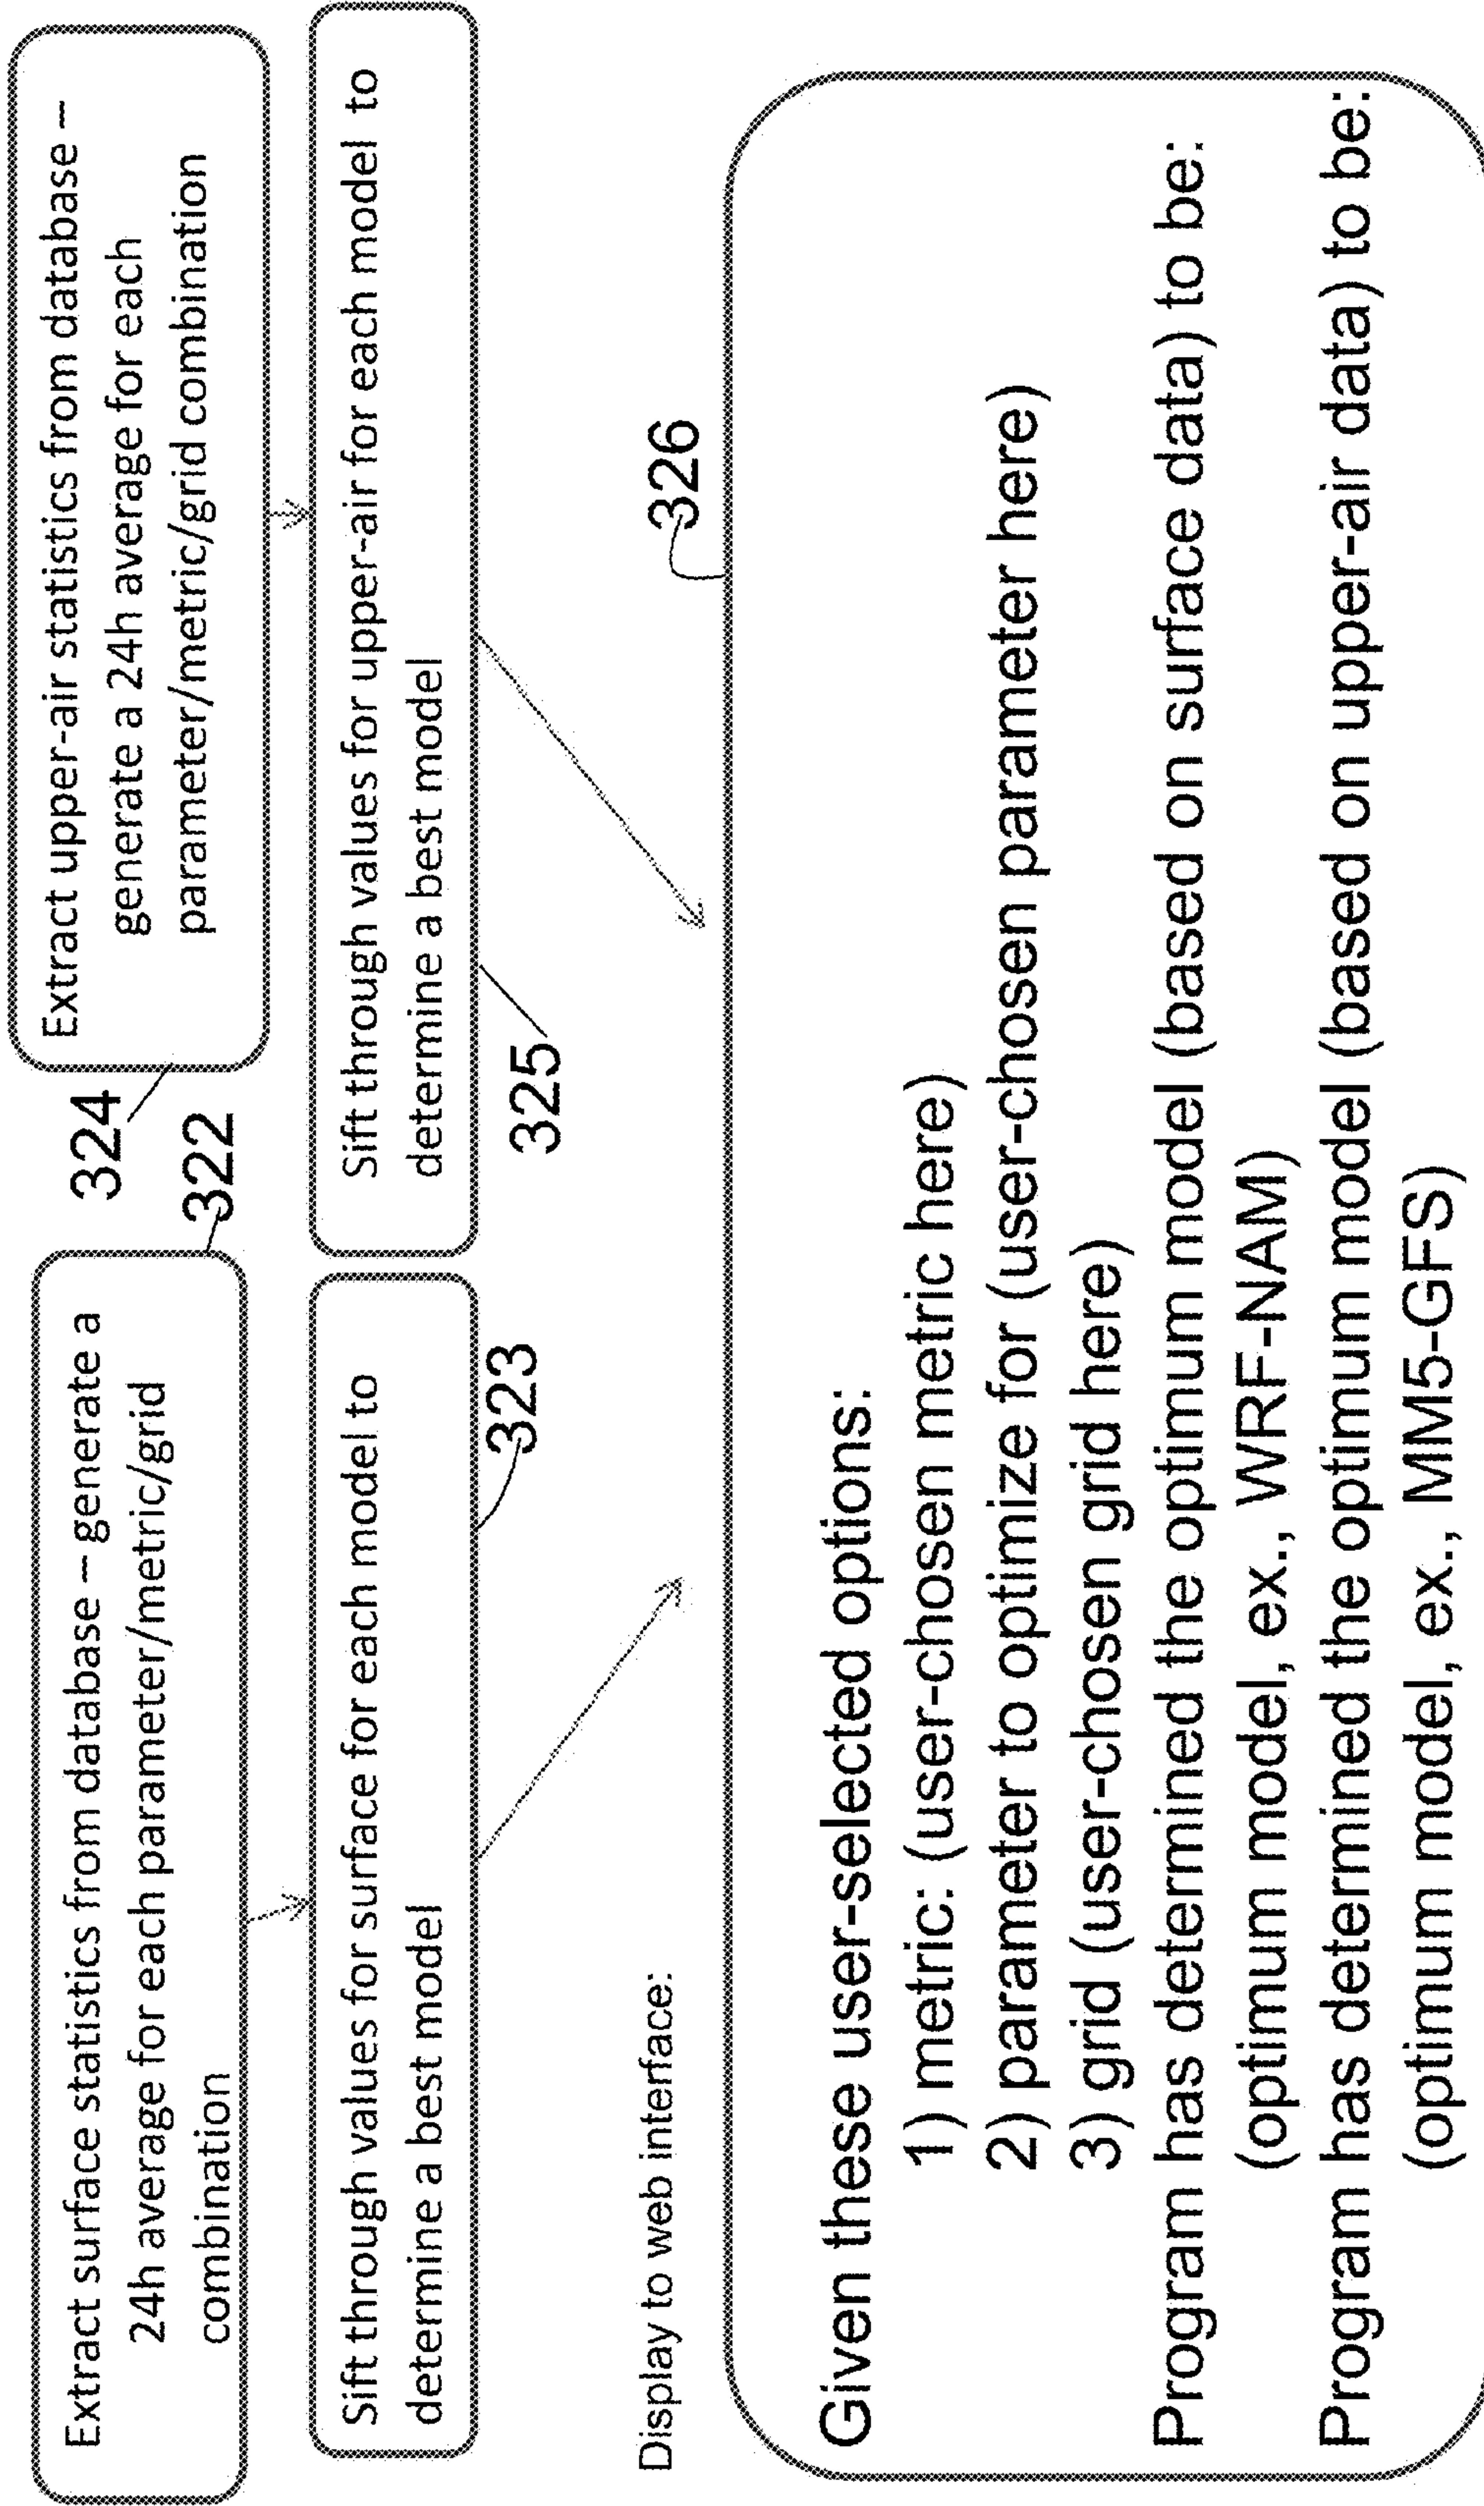 Extract surface statistics from database – generate a
24h average for each parameter/metric/grid
combination
322
324
Extract upper-air statistics from database –
generate a 24h average for each
parameter/metric/grid combination
Sift through values for surface for each model to
determine a best model
323
Sift through values for upper-air for each model to
determine a best model
325
Display to web interface:
326
Given these user-selected options:
1) metric: (user-chosen metric here)
2) parameter to optimize for (user-chosen parameter here)
3) grid (user-chosen grid here)
Program has determined the optimum model (based on surface data) to be:
(optimum model, ex., WRF-NAM)
Program has determined the optimum model (based on upper-air data) to be:
(optimum model, ex., MM5-GFS)